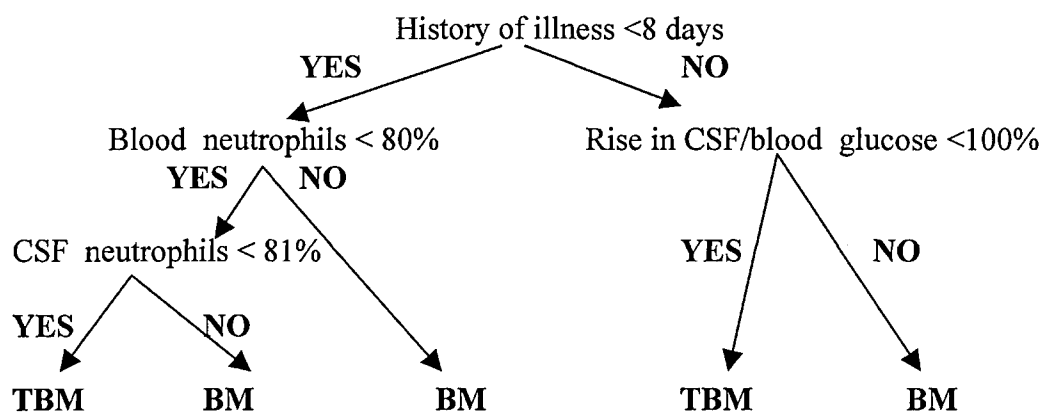 History of illness <8 days
YES NO
Blood neutrophils < 80% Rise in CSF/blood glucose <100%
YES NO
CSF neutrophils < 81% YES NO
YES NO
TBM BM BM TBM BM